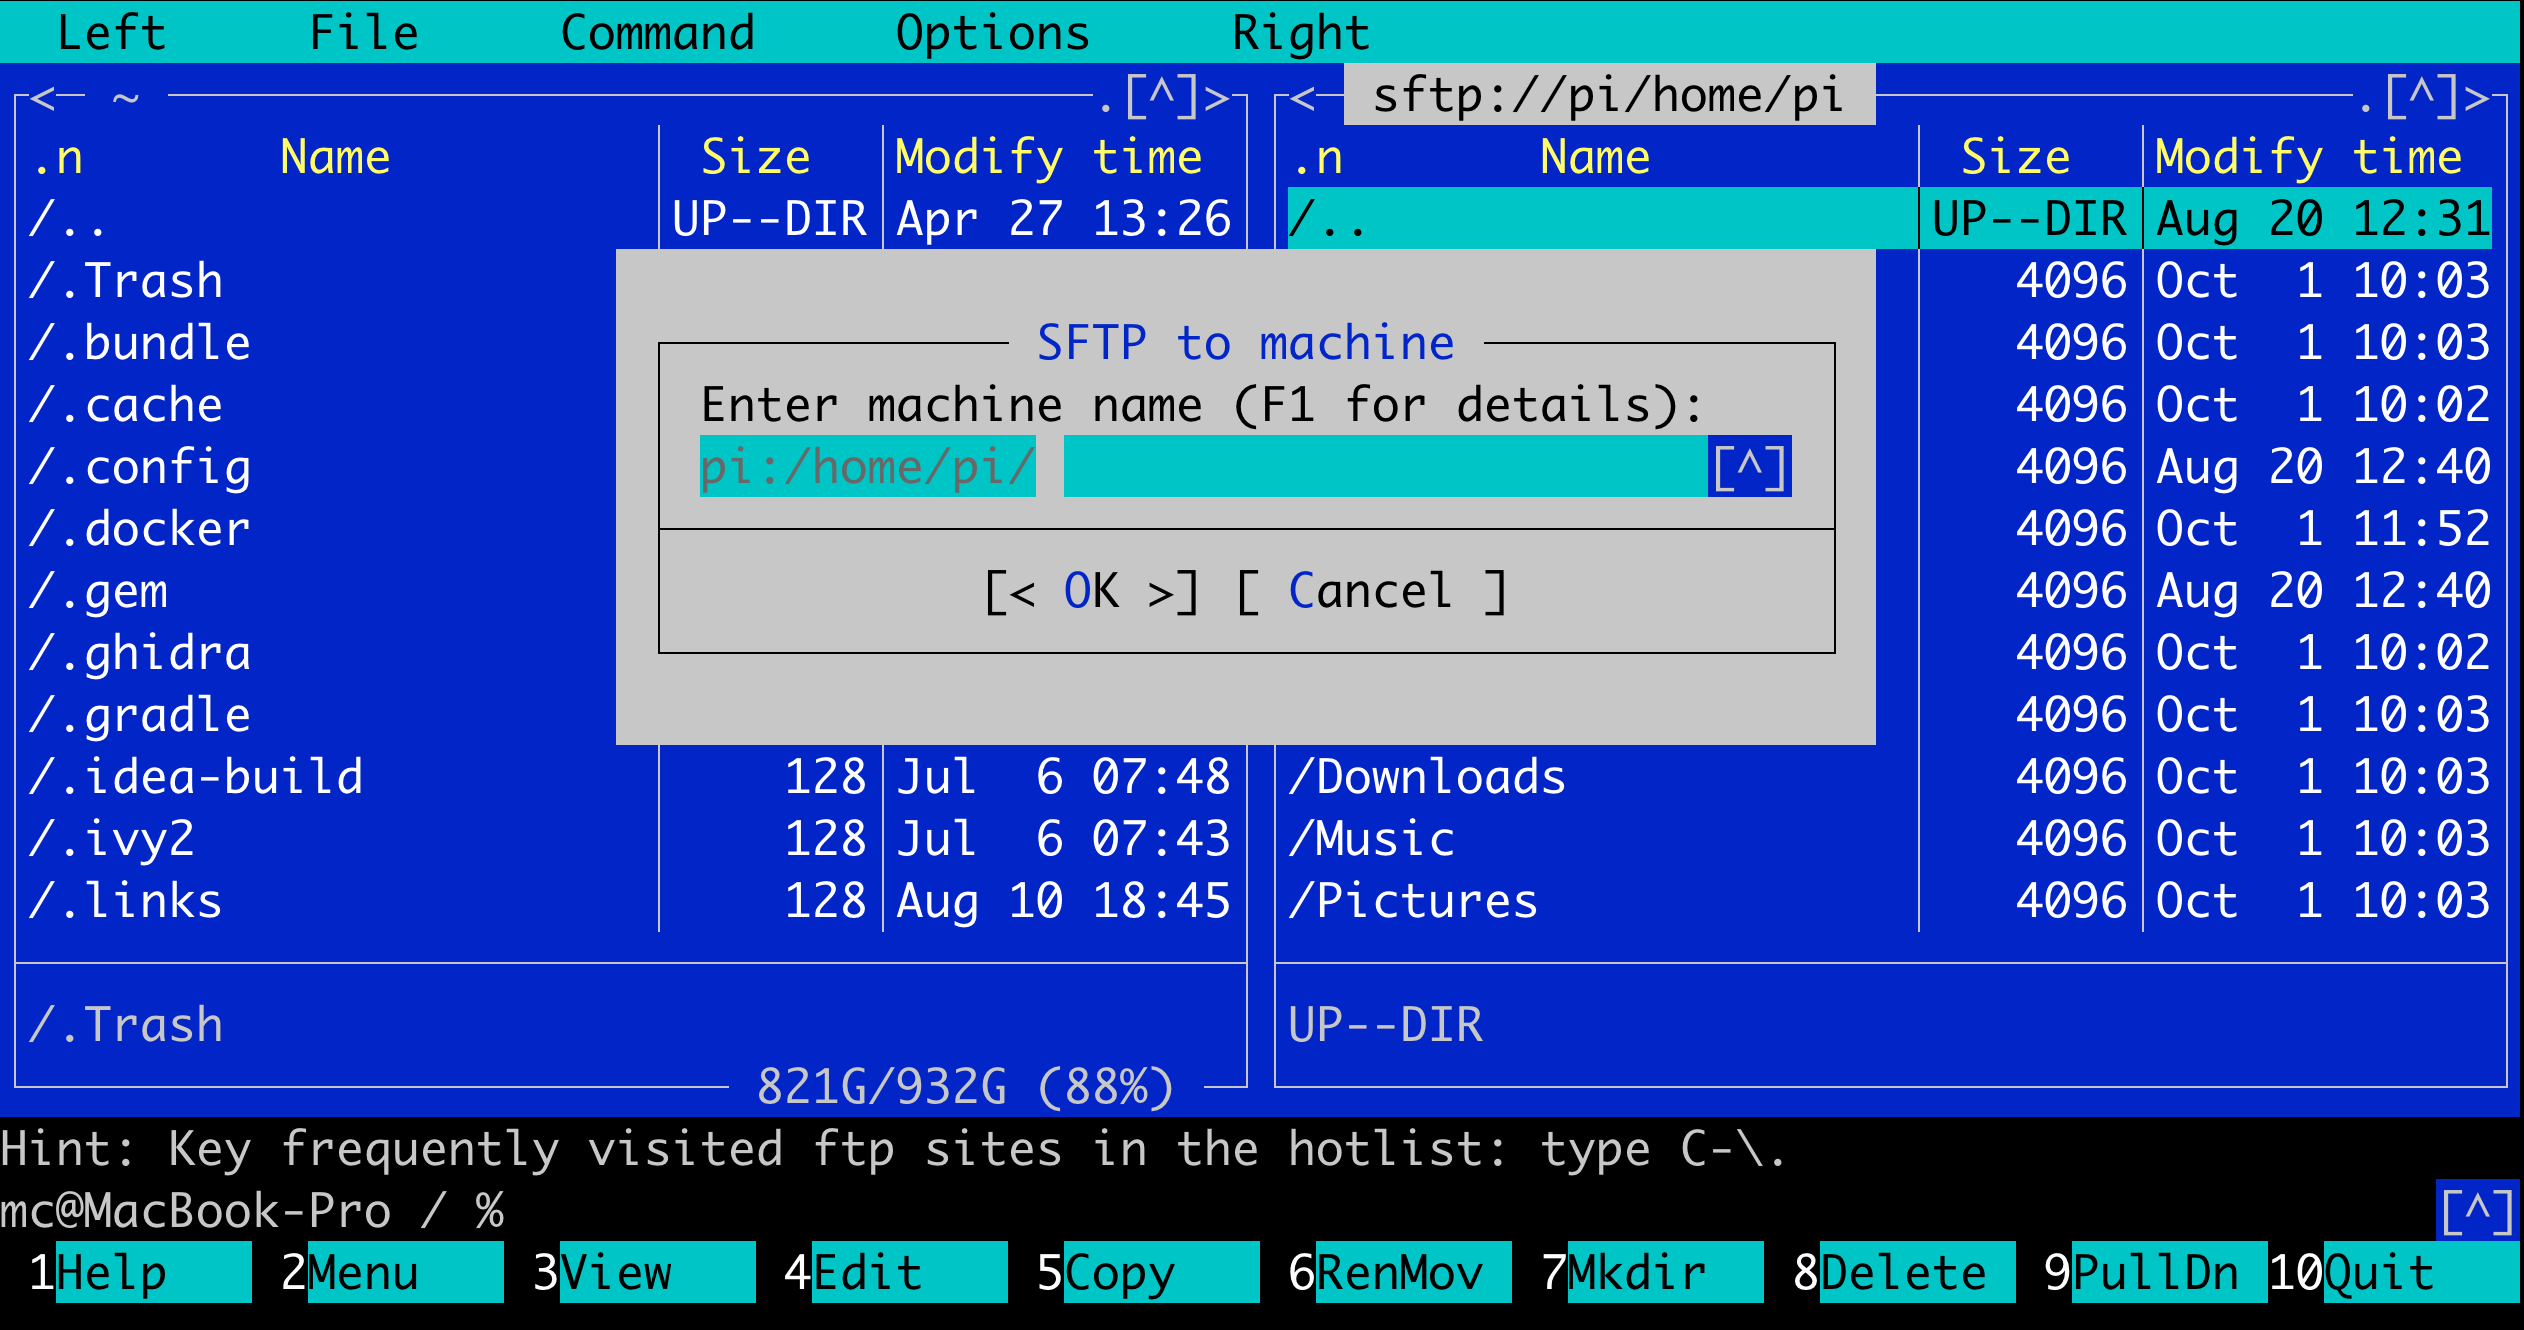 Left File Command Options Right
<─ ~ ─.[^]> <─ sftp://pi/home/pi ─.[^]>
.n Name Size Modify time .n Name Size Modify time
/.. UP--DIR Apr 27 13:26 /.. UP--DIR Aug 20 12:31
/.Trash 4096 Oct 1 10:03
/.bundle SFTP to machine 4096 Oct 1 10:03
/.cache Enter machine name (F1 for details): 4096 Oct 1 10:02
/.config pi:/home/pi/ [^] 4096 Aug 20 12:40
/.docker 4096 Oct 1 11:52
/.gem [< OK >] [ Cancel ] 4096 Aug 20 12:40
/.ghidra 4096 Oct 1 10:02
/.gradle 4096 Oct 1 10:03
/.idea-build 128 Jul 6 07:48 /Downloads 4096 Oct 1 10:03
/.ivy2 128 Jul 6 07:43 /Music 4096 Oct 1 10:03
/.links 128 Aug 10 18:45 /Pictures 4096 Oct 1 10:03
/.Trash UP--DIR
821G/932G (88%)
Hint: Key frequently visited ftp sites in the hotlist: type C-\.
mc@MacBook-Pro / % [^]
1Help 2Menu 3View 4Edit 5Copy 6RenMov 7Mkdir 8Delete 9PullDn 10Quit